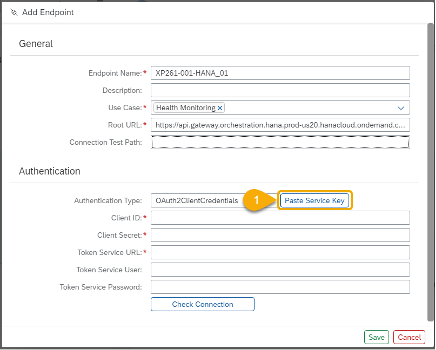 Add Endpoint
General
Endpoint Name:* XP261-001-HANA_01
Description:
Use Case:* Health Monitoring
Root URL:* https://api.gateway.orchestration.hana.prod-us20.hanacloud.ondemand.c...
Connection Test Path:
Authentication
Authentication Type: OAuth2ClientCredentials 1 Paste Service Key
Client ID:*
Client Secret:*
Token Service URL:*
Token Service User:
Token Service Password:
Check Connection
Save Cancel